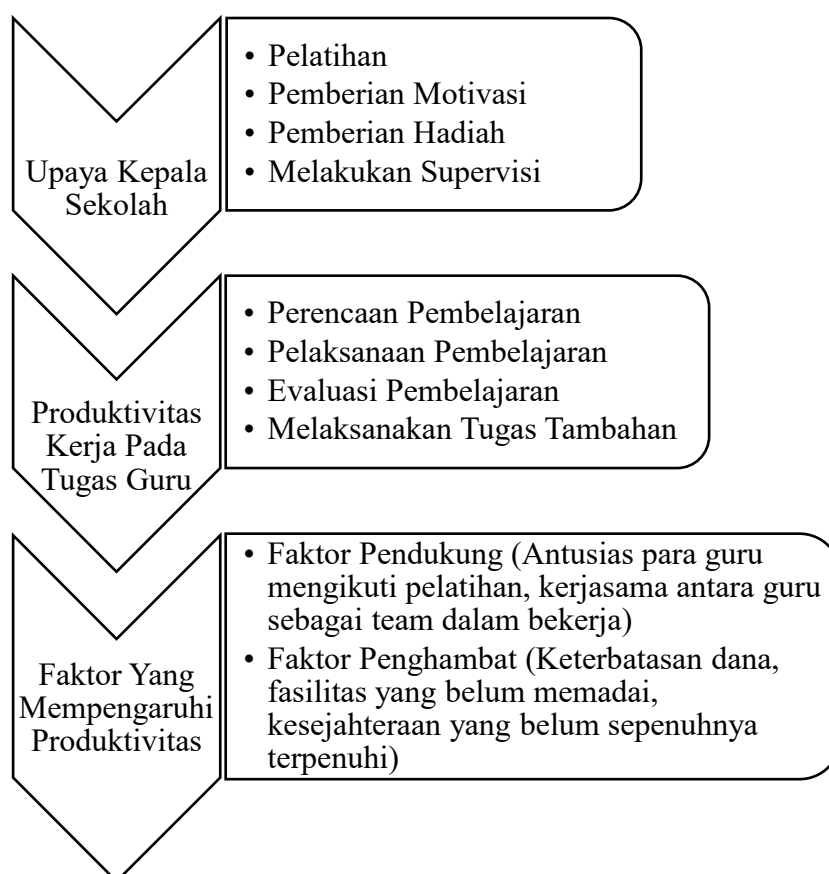 Upaya Kepala
Sekolah
• Pelatihan
• Pemberian Motivasi
• Pemberian Hadiah
• Melakukan Supervisi
Produktivitas
Kerja Pada
Tugas Guru
• Perencaan Pembelajaran
• Pelaksanaan Pembelajaran
• Evaluasi Pembelajaran
• Melaksanakan Tugas Tambahan
Faktor Yang
Mempengaruhi
Produktivitas
• Faktor Pendukung (Antusias para guru
mengikuti pelatihan, kerjasama antara guru
sebagai team dalam bekerja)
• Faktor Penghambat (Keterbatasan dana,
fasilitas yang belum memadai,
kesejahteraan yang belum sepenuhnya
terpenuhi)